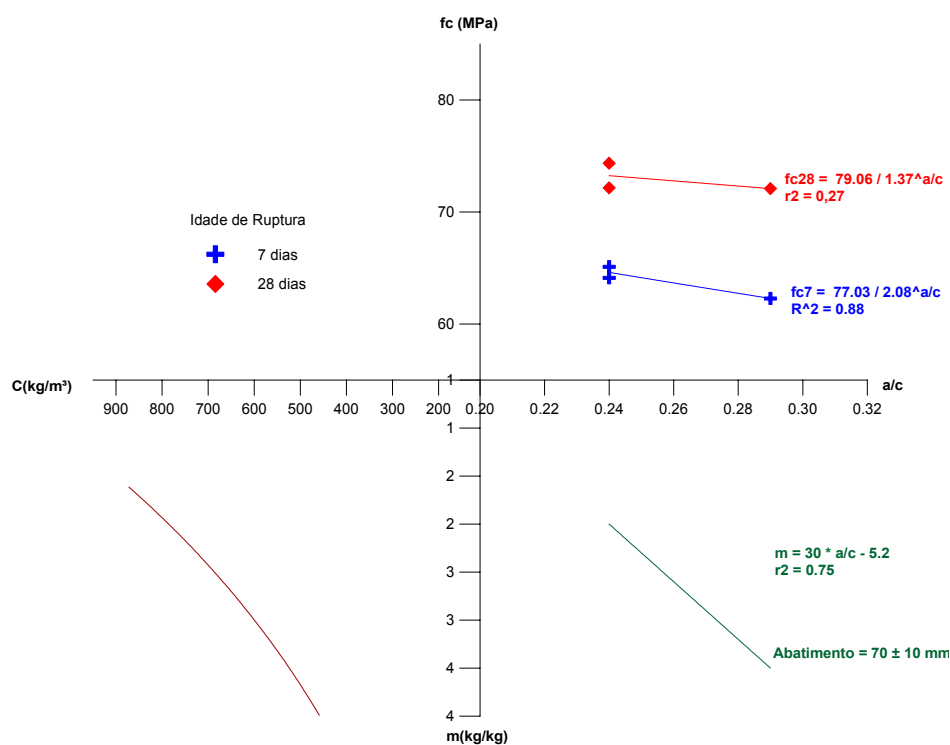 fc (MPa)
80
70
60
fc28 = 79.06 / 1.37^a/c
r2 = 0,27
Idade de Ruptura
7 dias
28 dias
fc7 = 77.03 / 2.08^a/c
R^2 = 0.88
C(kg/m³)
1
a/c
900 800 700 600 500 400 300 200 0.20 0.22 0.24 0.26 0.28 0.30 0.32
1
2
2
3
3
4
4
m = 30 * a/c - 5.2
r2 = 0.75
Abatimento = 70 ± 10 mm
m(kg/kg)